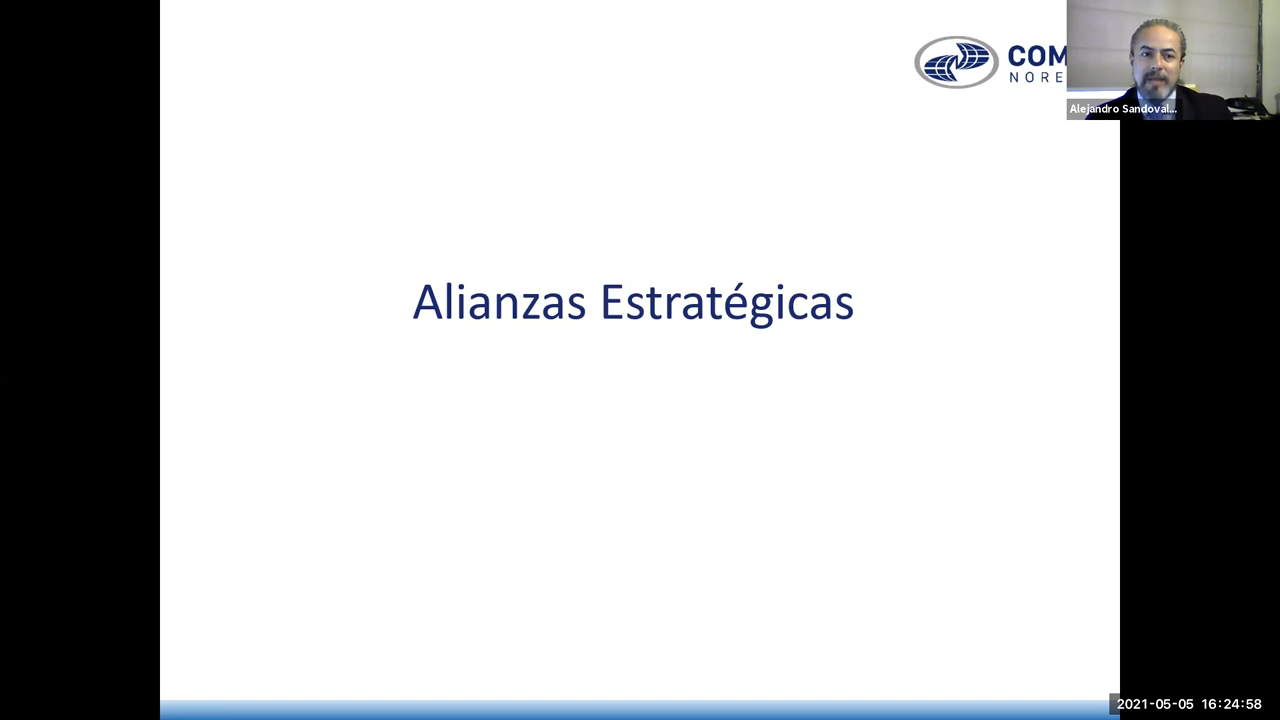 COM
NORE
Alejandro Sandoval...
Alianzas Estratégicas
2021-05-05 16:24:58